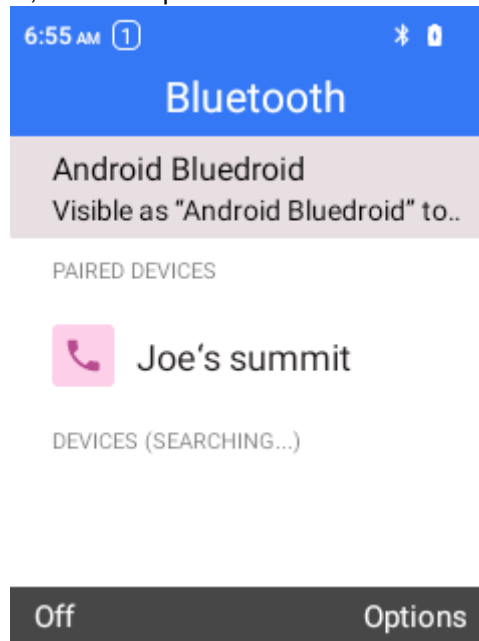 6:55 AM 1
Bluetooth
Android Bluedroid
Visible as “Android Bluedroid” to..
PAIRED DEVICES
Joe‘s summit
DEVICES (SEARCHING...)
Off Options